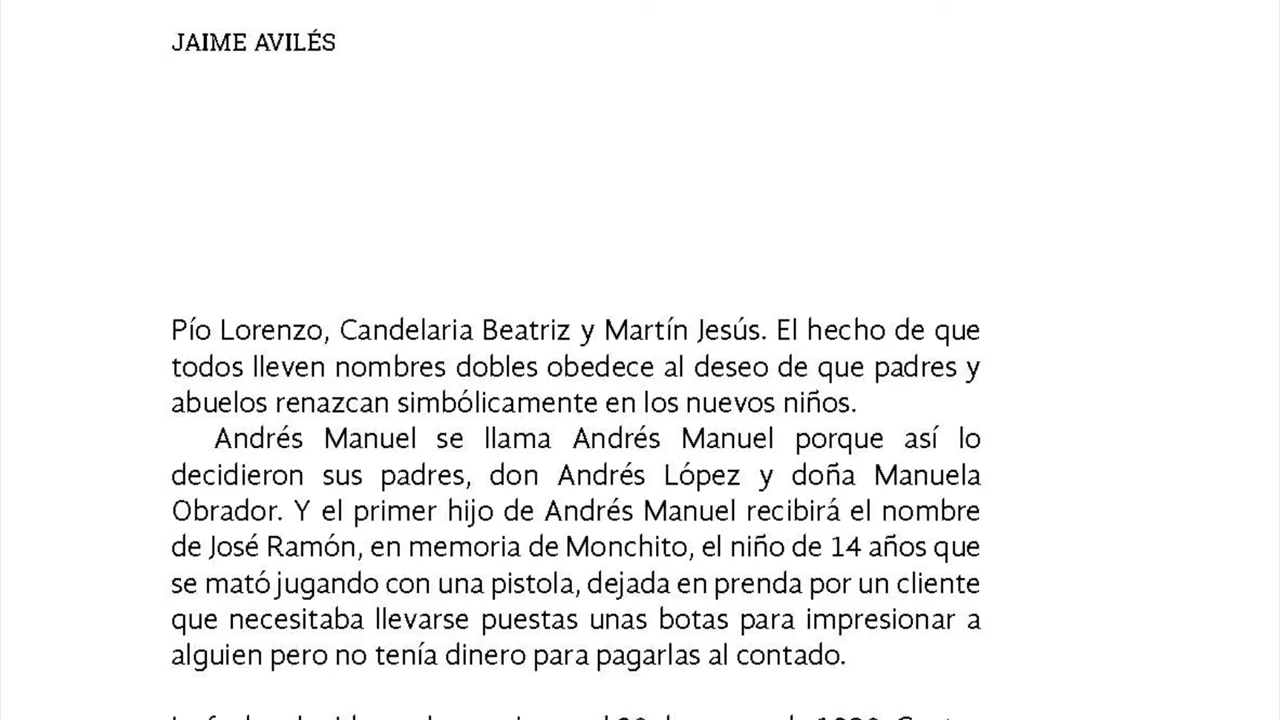 JAIME AVILÉS
Pío Lorenzo, Candelaria Beatriz y Martín Jesús. El hecho de que
todos lleven nombres dobles obedece al deseo de que padres y
abuelos renazcan simbólicamente en los nuevos niños.
Andrés Manuel se llama Andrés Manuel porque así lo
decidieron sus padres, don Andrés López y doña Manuela
Obrador. Y el primer hijo de Andrés Manuel recibirá el nombre
de José Ramón, en memoria de Monchito, el niño de 14 años que
se mató jugando con una pistola, dejada en prenda por un cliente
que necesitaba llevarse puestas unas botas para impresionar a
alguien pero no tenía dinero para pagarlas al contado.